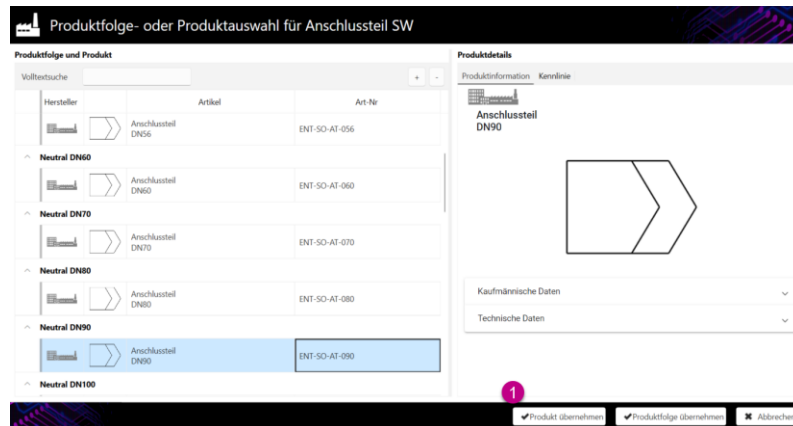 Produktfolge- oder Produktauswahl für Anschlussteil SW
Produktfolge und Produkt
Volltextsuche
+ -
Hersteller Artikel Art-Nr
Anschlussteil
DN56
ENT-SO-AT-056
Neutral DN60
Anschlussteil
DN60
ENT-SO-AT-060
Neutral DN70
Anschlussteil
DN70
ENT-SO-AT-070
Neutral DN80
Anschlussteil
DN80
ENT-SO-AT-080
Neutral DN90
Anschlussteil
DN90
ENT-SO-AT-090
Neutral DN100
Produktdetails
Produktinformation Kennlinie
Anschlussteil
DN90
Kaufmännische Daten
Technische Daten
1
Produkt übernehmen Produktfolge übernehmen Abbrechen